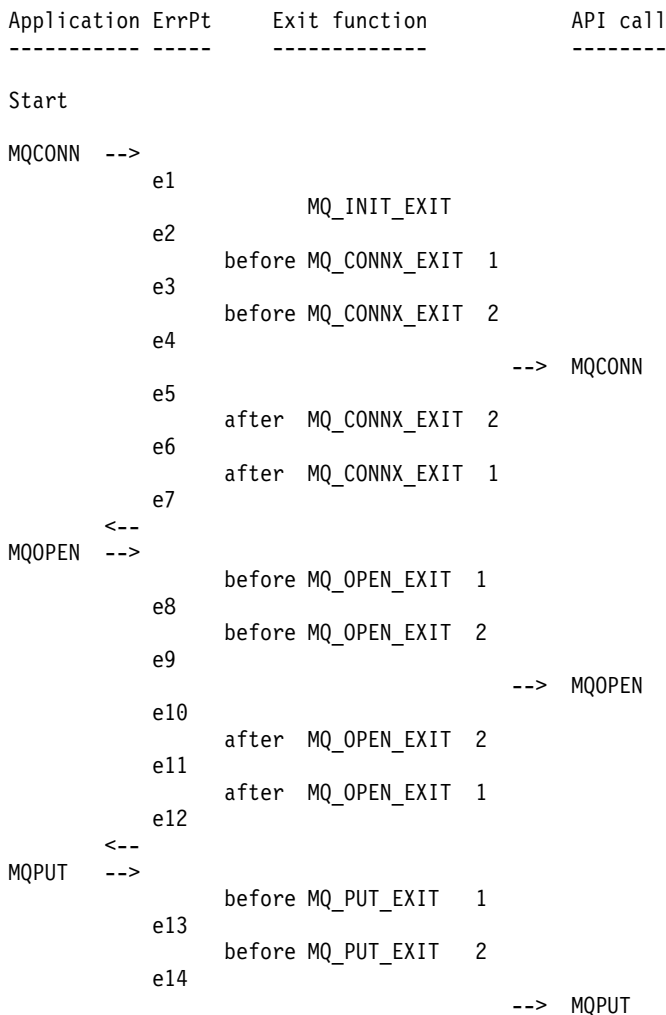 Application ErrPt Exit function API call
----------- ----- ------------- --------
Start
MQCONN -->
e1
MQ_INIT_EXIT
e2
before MQ_CONNX_EXIT 1
e3
before MQ_CONNX_EXIT 2
e4
--> MQCONN
e5
after MQ_CONNX_EXIT 2
e6
after MQ_CONNX_EXIT 1
e7
<--
MQOPEN -->
before MQ_OPEN_EXIT 1
e8
before MQ_OPEN_EXIT 2
e9
--> MQOPEN
e10
after MQ_OPEN_EXIT 2
e11
after MQ_OPEN_EXIT 1
e12
<--
MQPUT -->
before MQ_PUT_EXIT 1
e13
before MQ_PUT_EXIT 2
e14
--> MQPUT